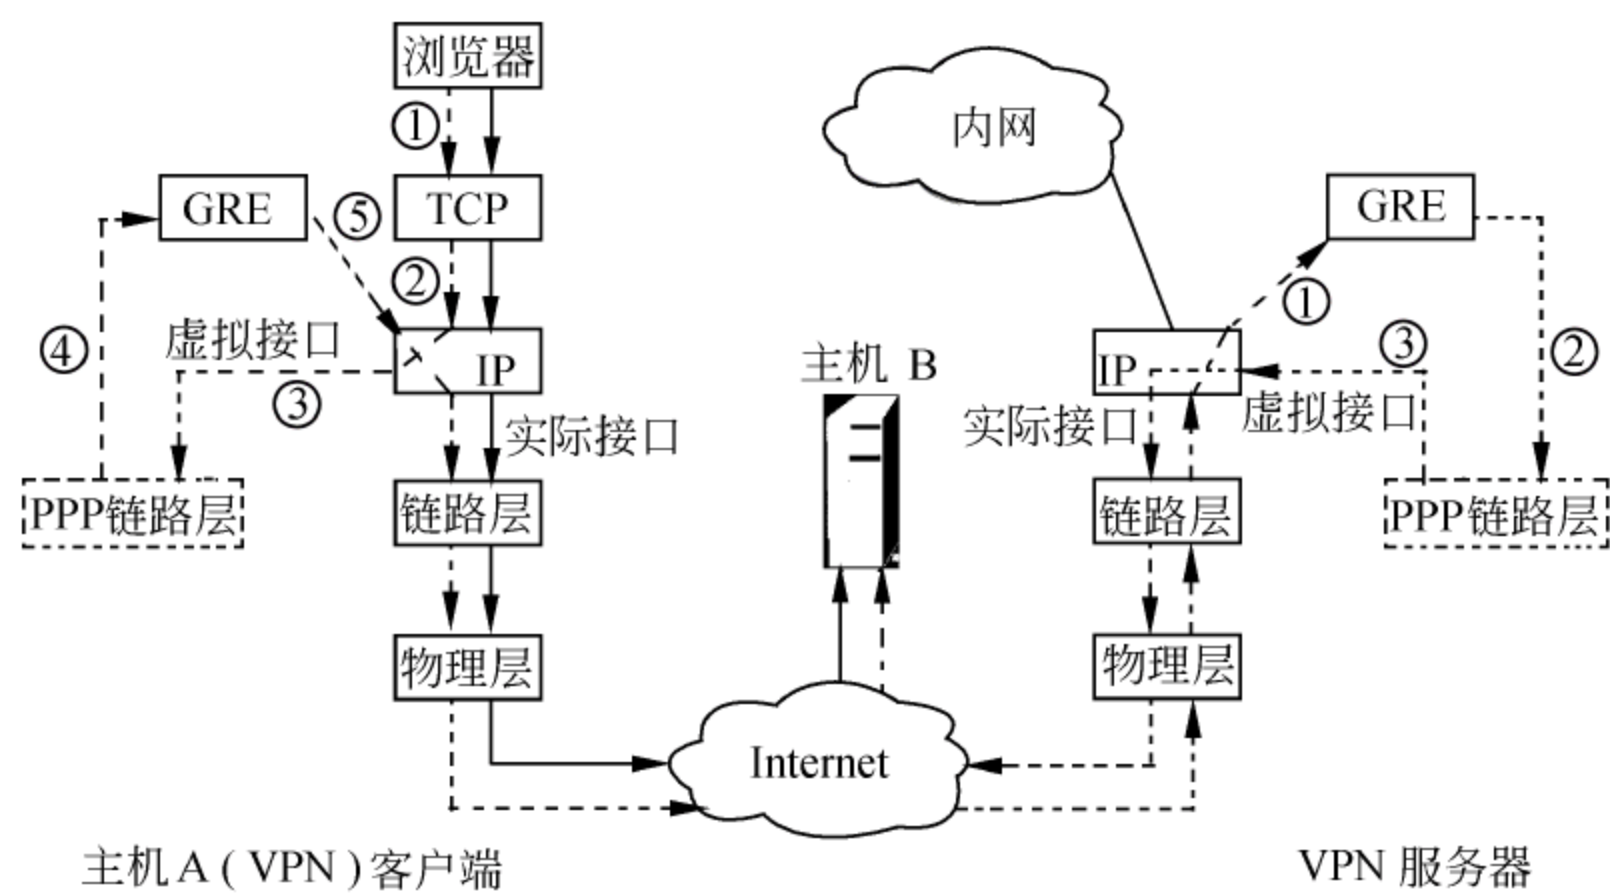 浏览器
①
GRE
⑤
TCP
②
④
虚拟接口
③
IP
实际接口
PPP链路层
链路层
物理层
主机A(VPN)客户端
内网
主机 B
Internet
GRE
①
IP
③
②
实际接口
虚拟接口
链路层
PPP链路层
物理层
VPN 服务器